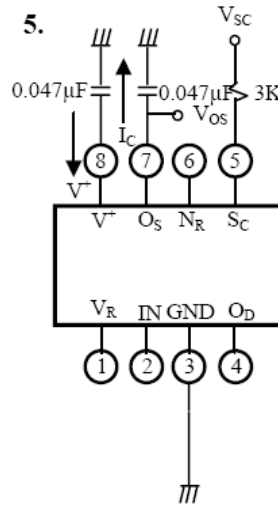 5.
V_SC
0.047µF
0.047µF
3K
I_C
V_OS
V⁺
8
7
6
5
V⁺ O_S N_R S_C
V_R IN GND O_D
1
2
3
4